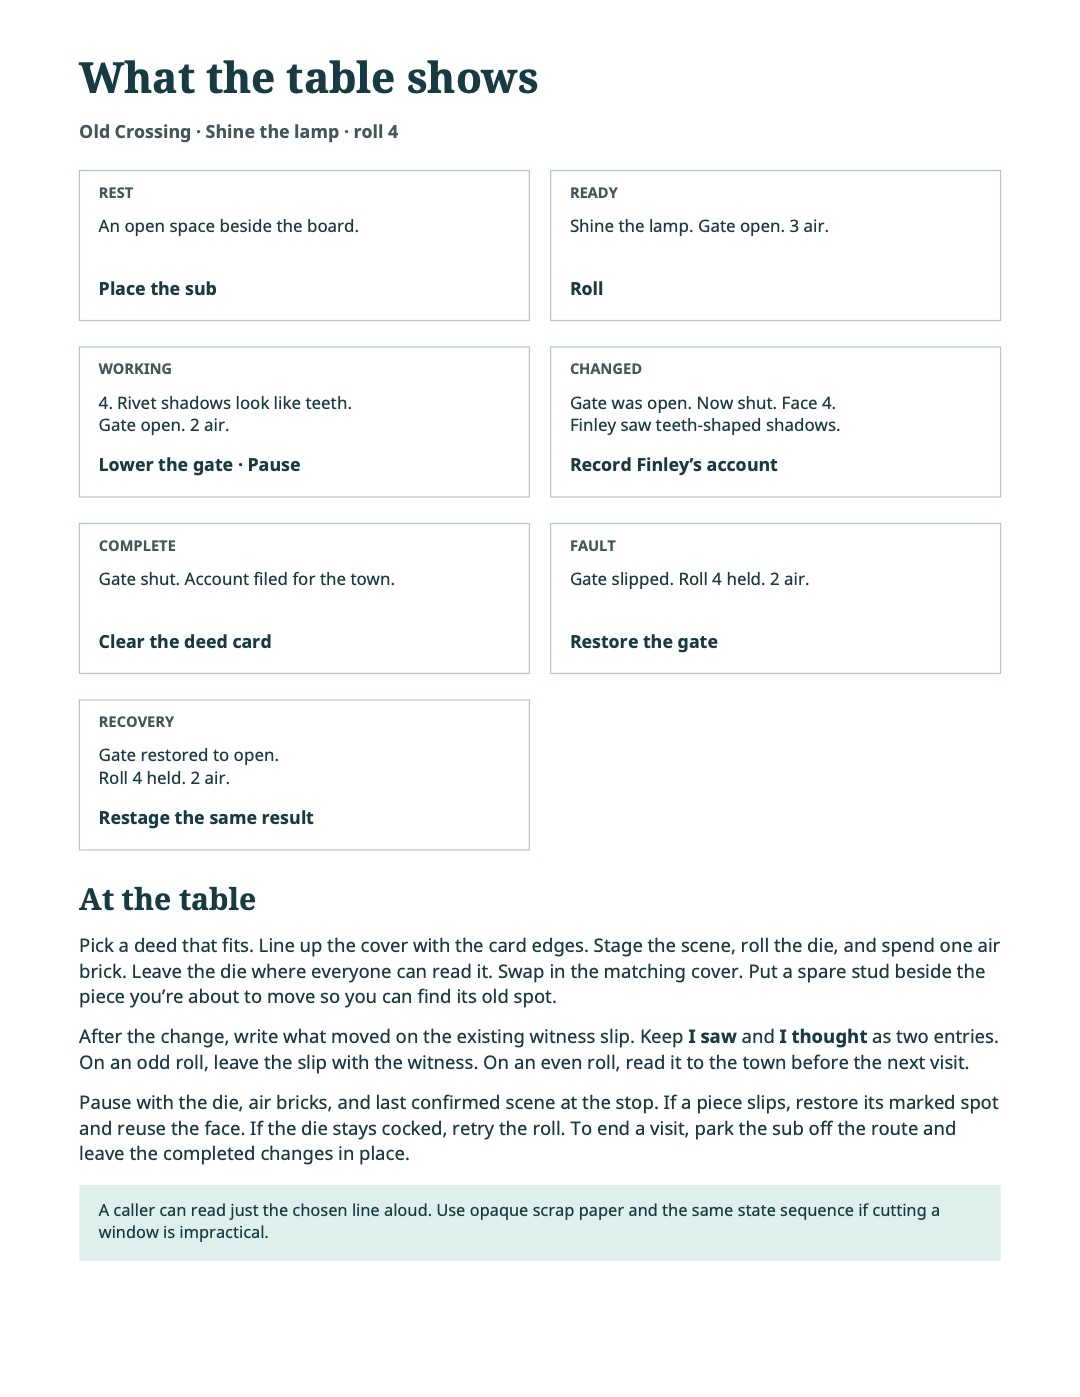 What the table shows
Old Crossing · Shine the lamp · roll 4
REST
An open space beside the board.
Place the sub
READY
Shine the lamp. Gate open. 3 air.
Roll
WORKING
4. Rivet shadows look like teeth.
Gate open. 2 air.
Lower the gate · Pause
CHANGED
Gate was open. Now shut. Face 4.
Finley saw teeth-shaped shadows.
Record Finley’s account
COMPLETE
Gate shut. Account filed for the town.
Clear the deed card
FAULT
Gate slipped. Roll 4 held. 2 air.
Restore the gate
RECOVERY
Gate restored to open.
Roll 4 held. 2 air.
Restage the same result
At the table
Pick a deed that fits. Line up the cover with the card edges. Stage the scene, roll the die, and spend one air
brick. Leave the die where everyone can read it. Swap in the matching cover. Put a spare stud beside the
piece you’re about to move so you can find its old spot.
After the change, write what moved on the existing witness slip. Keep I saw and I thought as two entries.
On an odd roll, leave the slip with the witness. On an even roll, read it to the town before the next visit.
Pause with the die, air bricks, and last confirmed scene at the stop. If a piece slips, restore its marked spot
and reuse the face. If the die stays cocked, retry the roll. To end a visit, park the sub off the route and
leave the completed changes in place.
A caller can read just the chosen line aloud. Use opaque scrap paper and the same state sequence if cutting a
window is impractical.